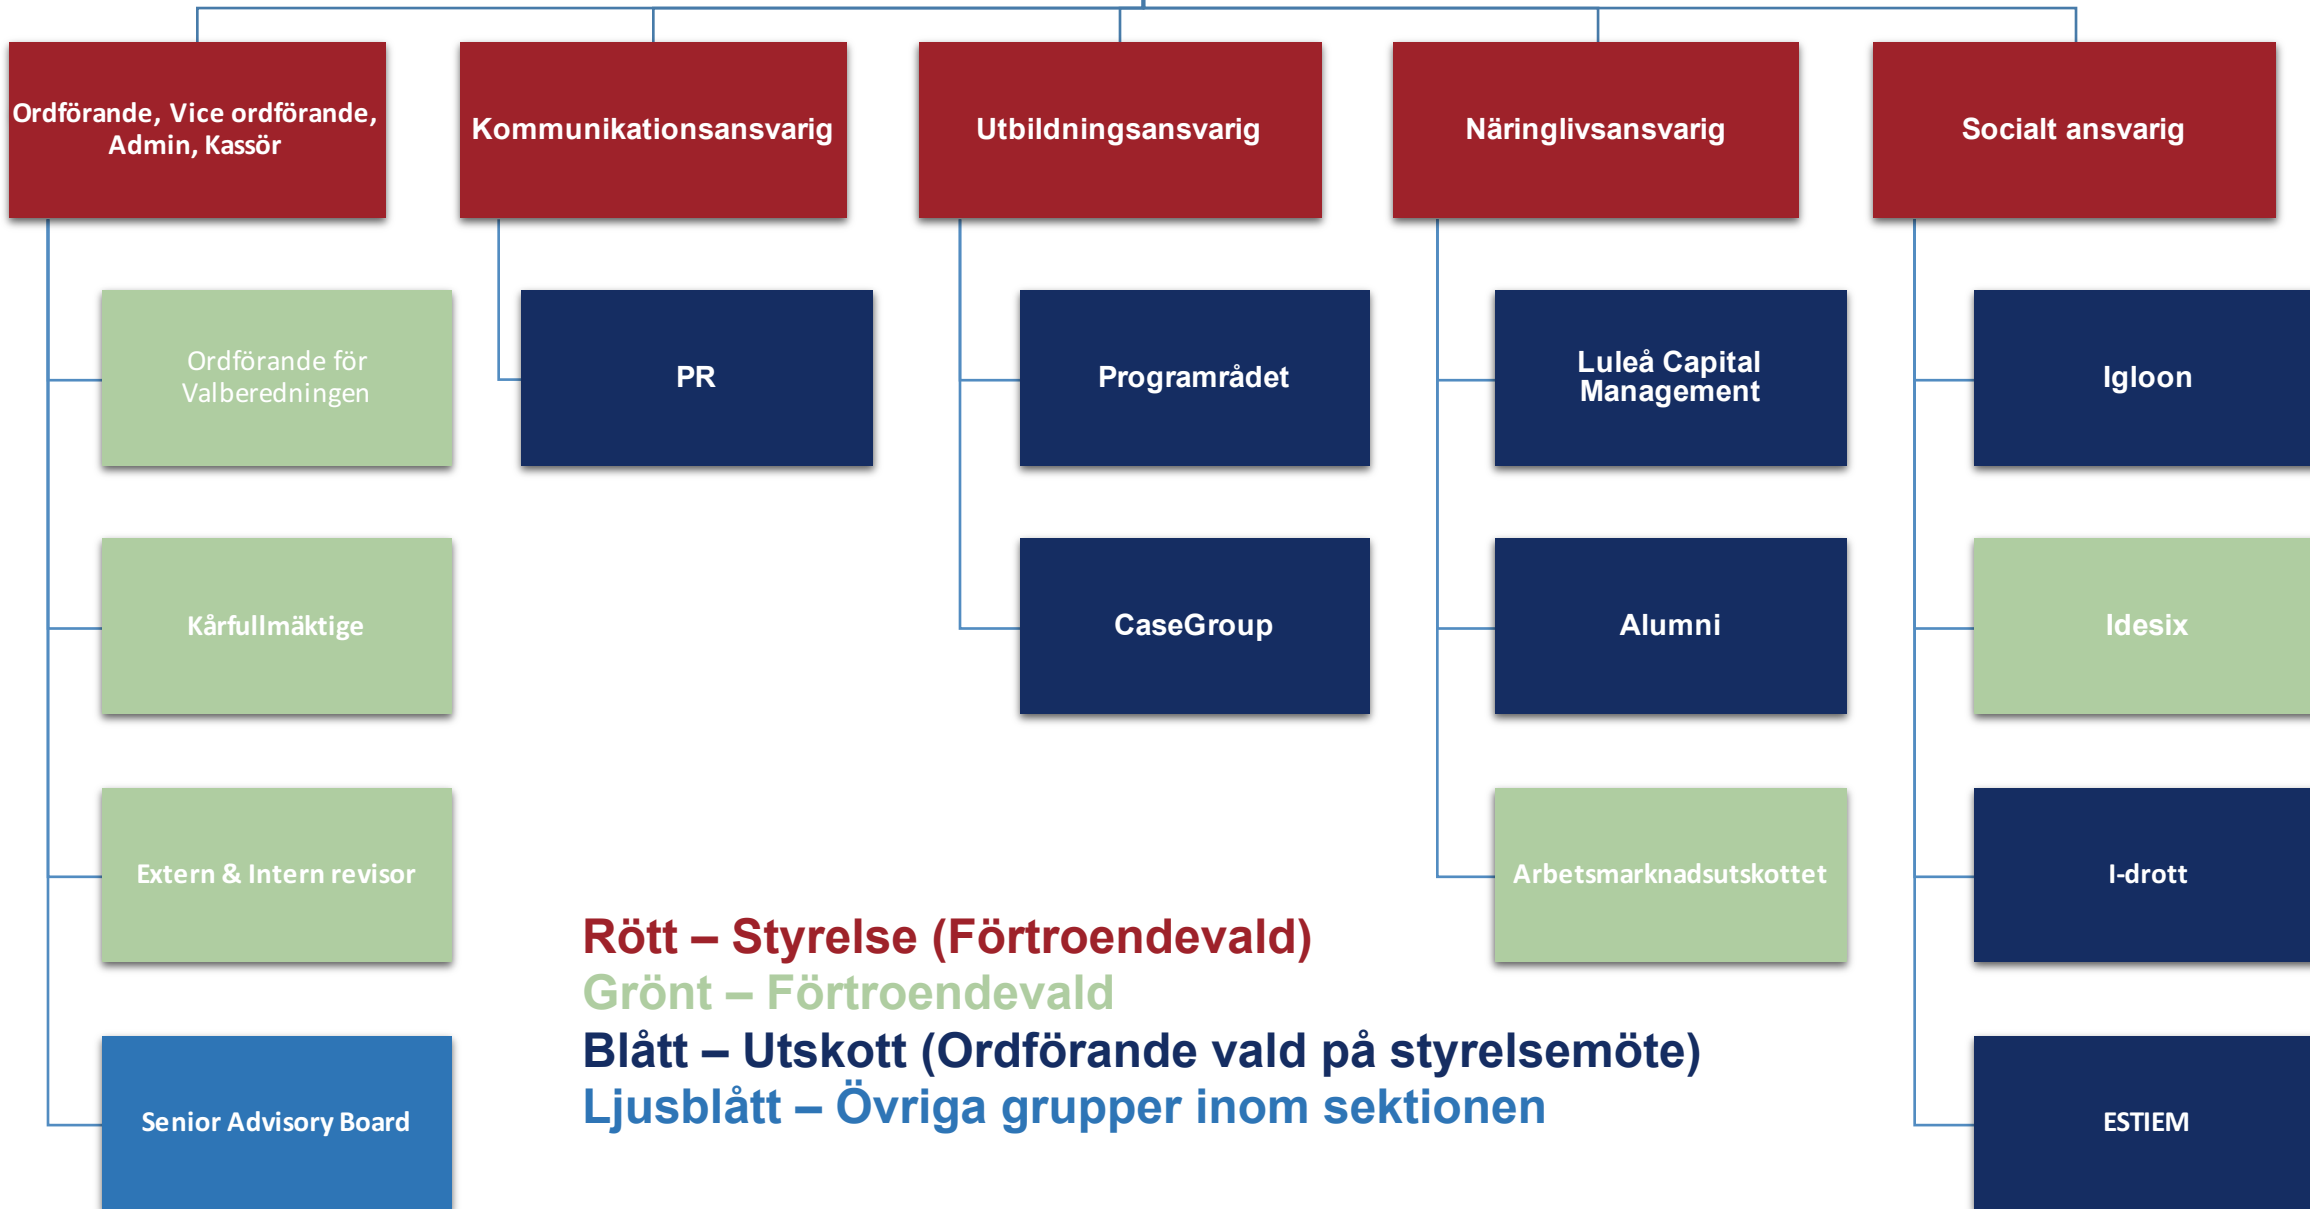 Ordförande, Vice ordförande,
Admin, Kassör
Kommunikationsansvarig
Utbildningsansvarig
Näringlivsansvarig
Socialt ansvarig
Ordförande för
Valberedningen
PR
Programrådet
Luleå Capital
Management
Igloon
Kårfullmäktige
CaseGroup
Alumni
Idesix
Extern & Intern revisor
Arbetsmarknadsutskottet
I-drott
Rött – Styrelse (Förtroendevald)
Grönt – Förtroendevald
Blått – Utskott (Ordförande vald på styrelsemöte)
Ljusblått – Övriga grupper inom sektionen
Senior Advisory Board
ESTIEM